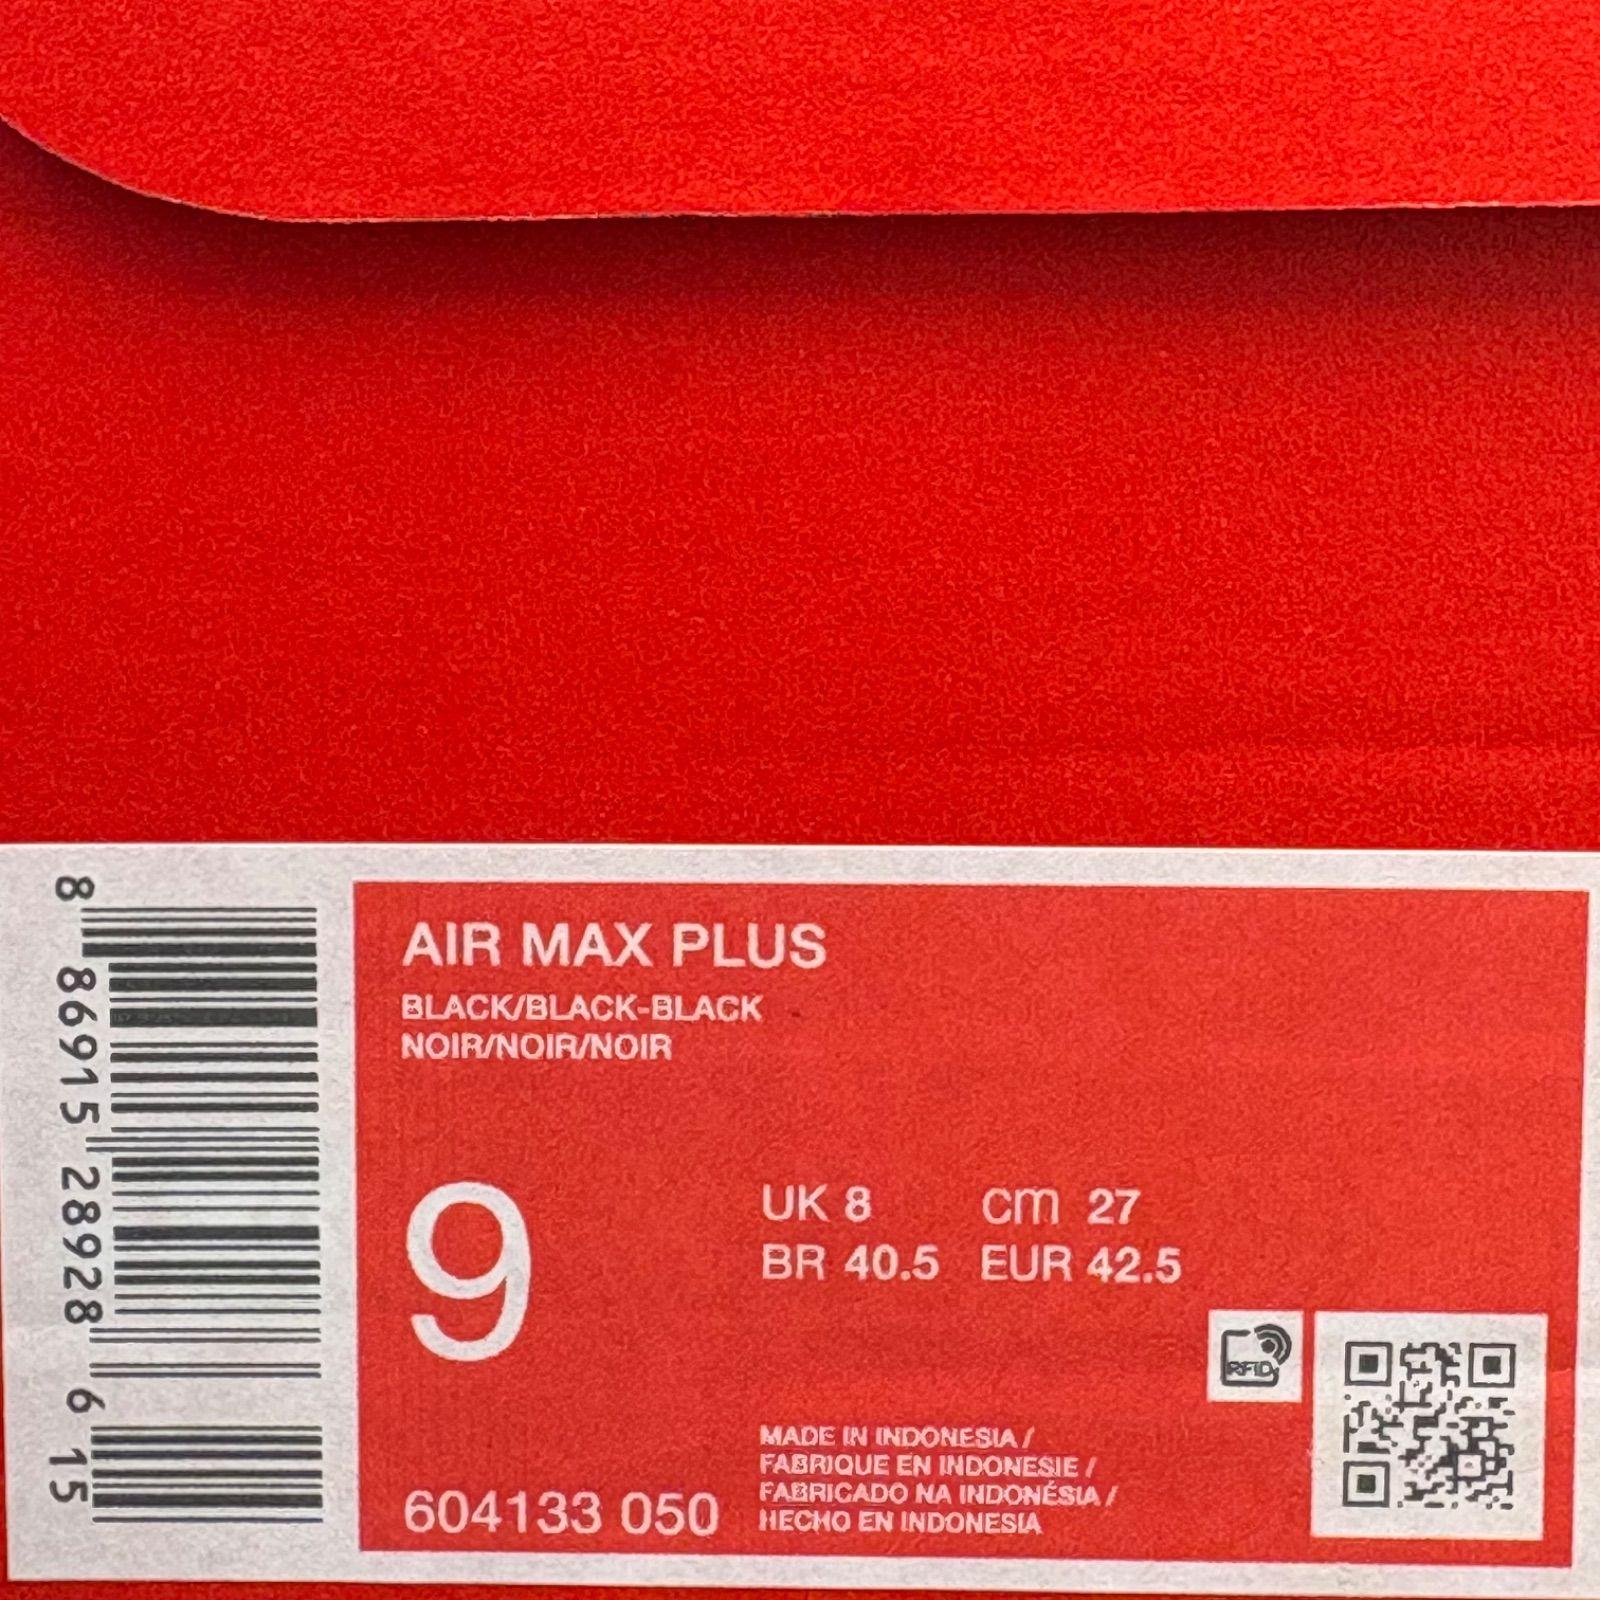 AIR MAX PLUS
BLACK/BLACK-BLACK
NOIR/NOIR/NOIR
9
UK 8 cm 27
BR 40.5 EUR 42.5
RFID
MADE IN INDONESIA /
FABRIQUE EN INDONESIE /
FABRICADO NA INDONÉSIA /
HECHO EN INDONESIA
604133 050
8 86915 28928 6 15